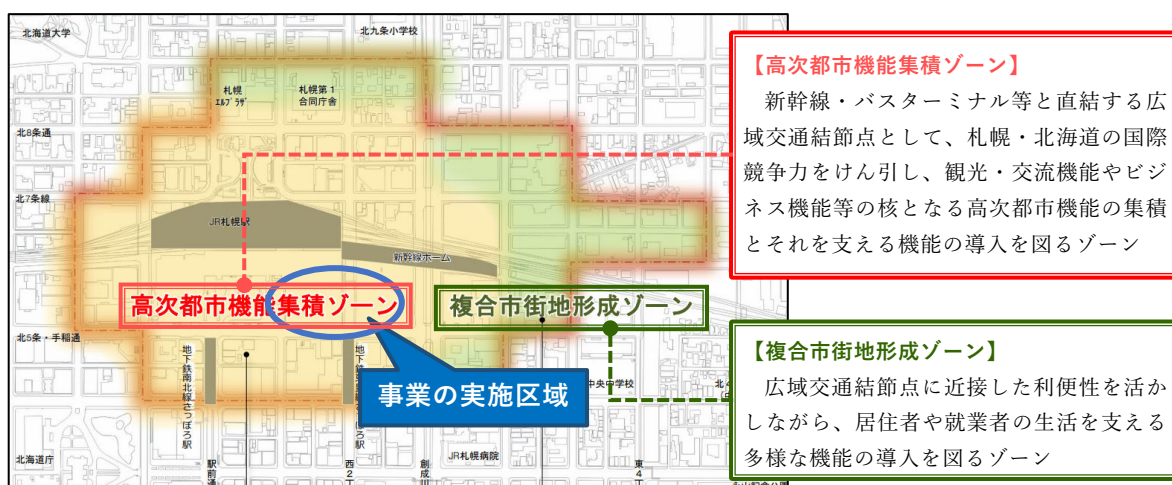 北海道大学
北九条小学校
札幌
ｴﾙﾌﾟﾗｻﾞ
札幌第1
合同庁舎
北8条通
北7条線
JR札幌駅
新幹線ホーム
高次都市機能集積ゾーン
複合市街地形成ゾーン
北5条・手稲通
地下鉄南北線さっぽろ駅
事業の実施区域
中央中学校
北海道庁
駅前通
西2丁
創成川
JR札幌病院
東4丁
【高次都市機能集積ゾーン】
新幹線・バスターミナル等と直結する広
域交通結節点として、札幌・北海道の国際
競争力をけん引し、観光・交流機能やビジ
ネス機能等の核となる高次都市機能の集積
とそれを支える機能の導入を図るゾーン
【複合市街地形成ゾーン】
広域交通結節点に近接した利便性を活か
しながら、居住者や就業者の生活を支える
多様な機能の導入を図るゾーン